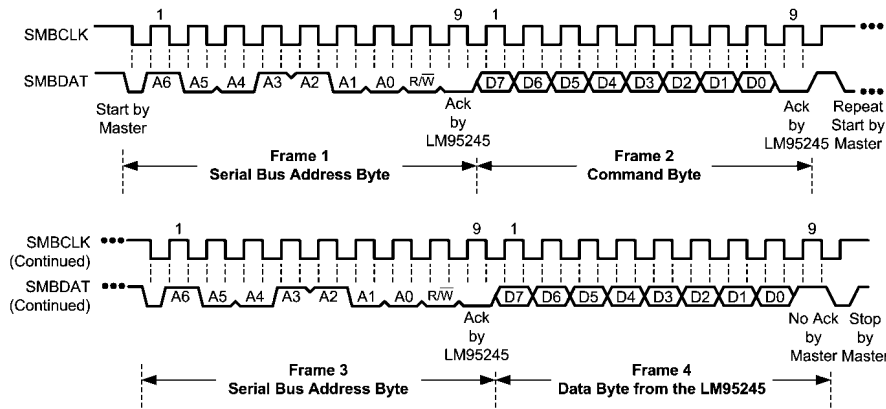 1 9 1 9
SMBCLK
SMBDAT A6 A5 A4 A3 A2 A1 A0 R/W̅ D7 D6 D5 D4 D3 D2 D1 D0
Start by
Master
Ack
by
LM95245
Ack
by
LM95245
Repeat
Start by
Master
Frame 1
Serial Bus Address Byte
Frame 2
Command Byte
1 9 1 9
SMBCLK
(Continued)
SMBDAT
(Continued)
A6 A5 A4 A3 A2 A1 A0 R/W̅ D7 D6 D5 D4 D3 D2 D1 D0
Ack
by
LM95245
No Ack
by
Master
Stop
by
Master
Frame 3
Serial Bus Address Byte
Frame 4
Data Byte from the LM95245